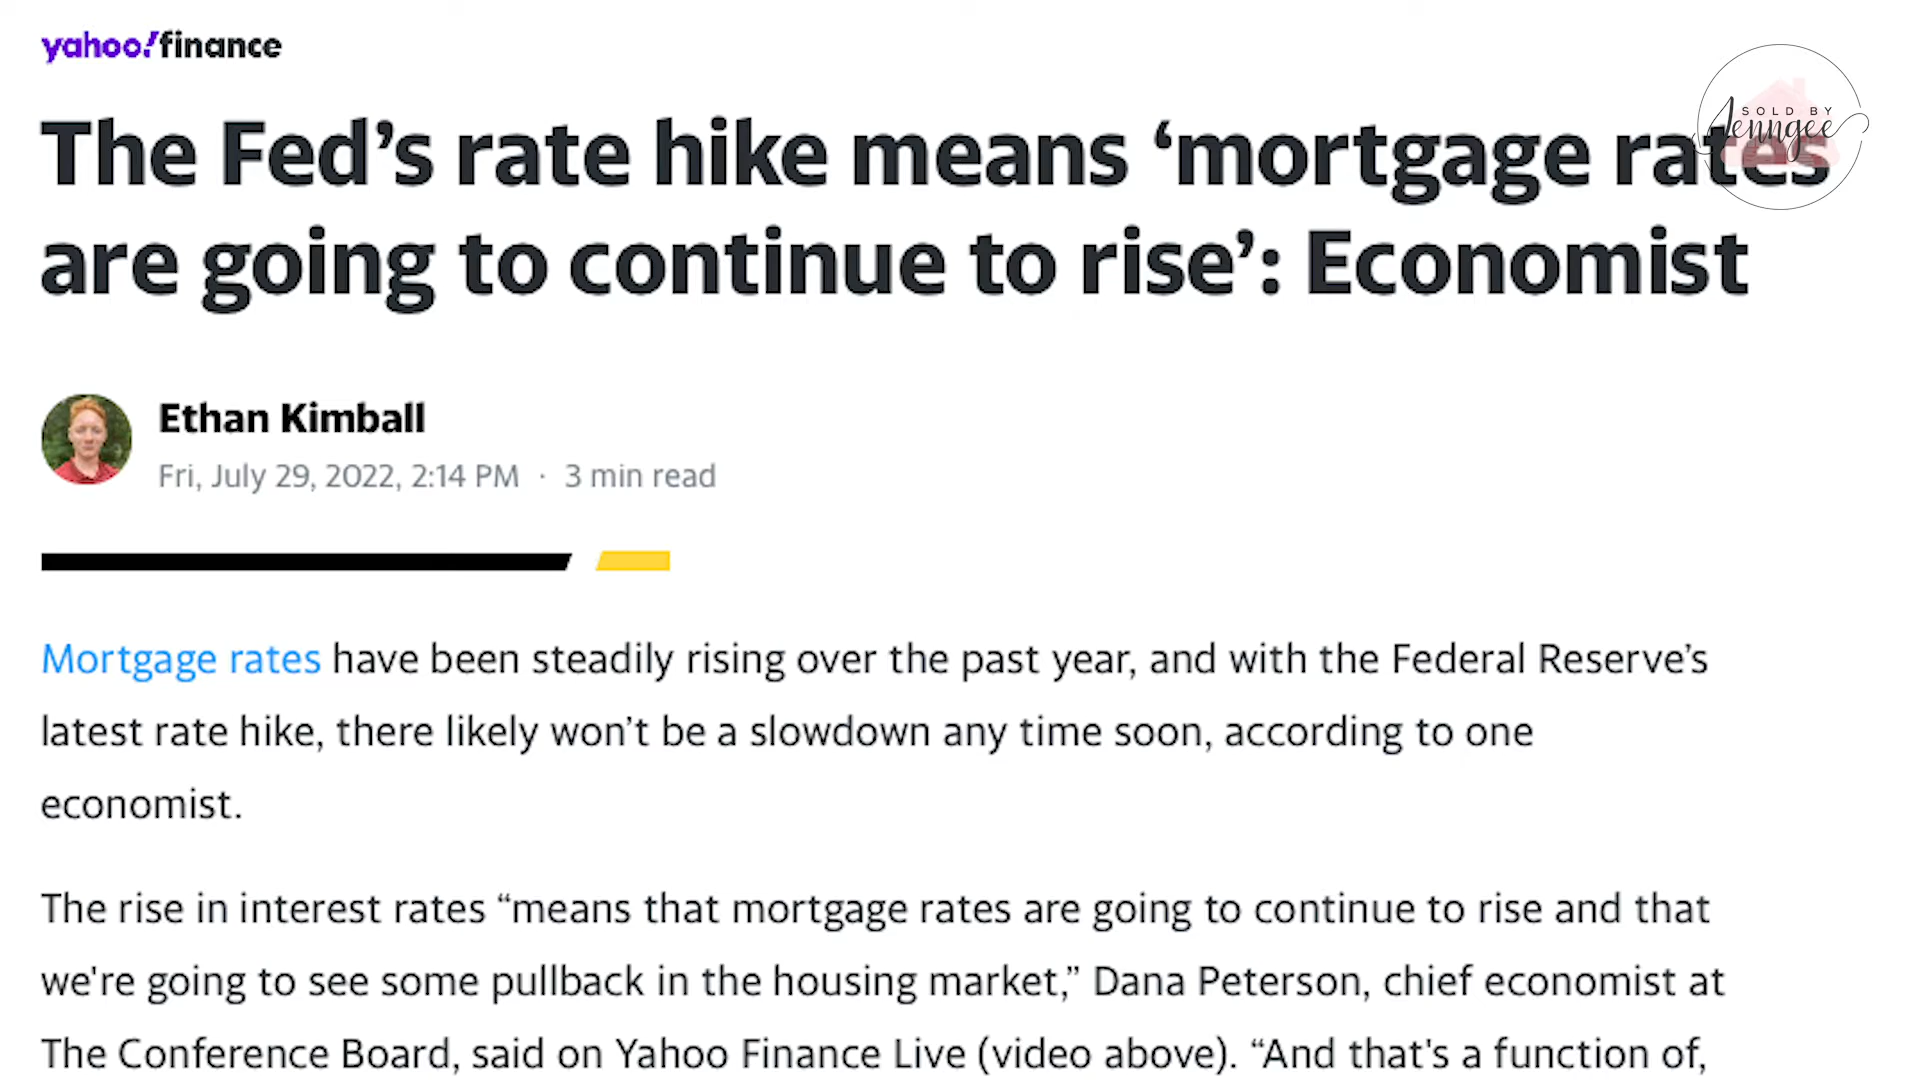 yahoo!finance
SOLD BY
Jenngee
The Fed’s rate hike means ‘mortgage rates
are going to continue to rise’: Economist
Ethan Kimball
Fri, July 29, 2022, 2:14 PM · 3 min read
Mortgage rates have been steadily rising over the past year, and with the Federal Reserve’s
latest rate hike, there likely won’t be a slowdown any time soon, according to one
economist.
The rise in interest rates “means that mortgage rates are going to continue to rise and that
we're going to see some pullback in the housing market,” Dana Peterson, chief economist at
The Conference Board, said on Yahoo Finance Live (video above). “And that's a function of,